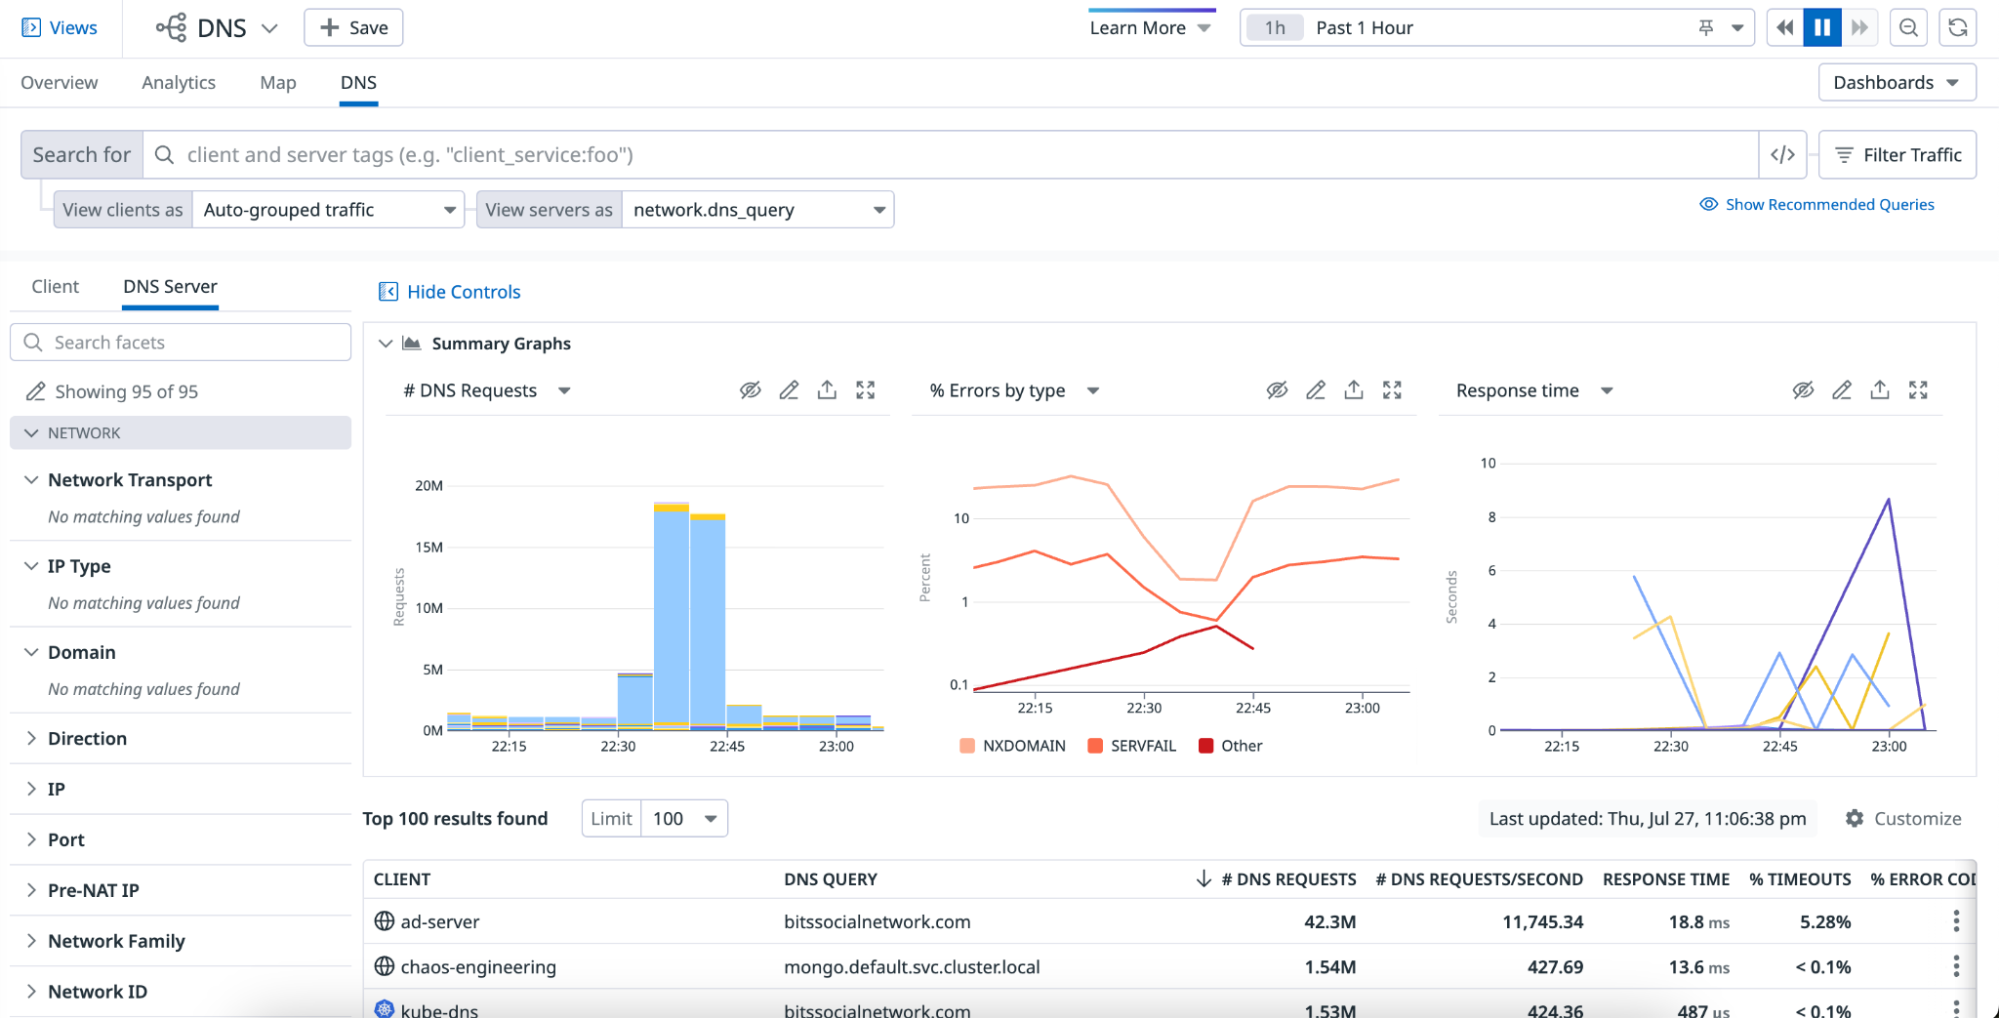 Views
DNS
Save
Learn More
1h Past 1 Hour
Overview Analytics Map DNS
Dashboards
Search for client and server tags (e.g. "client_service:foo")
</> Filter Traffic
View clients as Auto-grouped traffic View servers as network.dns_query
Show Recommended Queries
Client DNS Server
Search facets
Showing 95 of 95
NETWORK
Network Transport
No matching values found
IP Type
No matching values found
Domain
No matching values found
Direction
IP
Port
Pre-NAT IP
Network Family
Network ID
Hide Controls
Summary Graphs
# DNS Requests
Requests
20M
15M
10M
5M
0M
22:15 22:30 22:45 23:00
% Errors by type
Percent
10
1
0.1
22:15 22:30 22:45 23:00
NXDOMAIN SERVFAIL Other
Response time
Seconds
10
8
6
4
2
0
22:15 22:30 22:45 23:00
Top 100 results found Limit 100
Last updated: Thu, Jul 27, 11:06:38 pm Customize
CLIENT DNS QUERY # DNS REQUESTS # DNS REQUESTS/SECOND RESPONSE TIME % TIMEOUTS % ERROR COD
ad-server bitssocialnetwork.com 42.3M 11,745.34 18.8 ms 5.28%
chaos-engineering mongo.default.svc.cluster.local 1.54M 427.69 13.6 ms < 0.1%
kube-dns bitssocialnetwork.com 1.53M 424.36 487 us < 0.1%